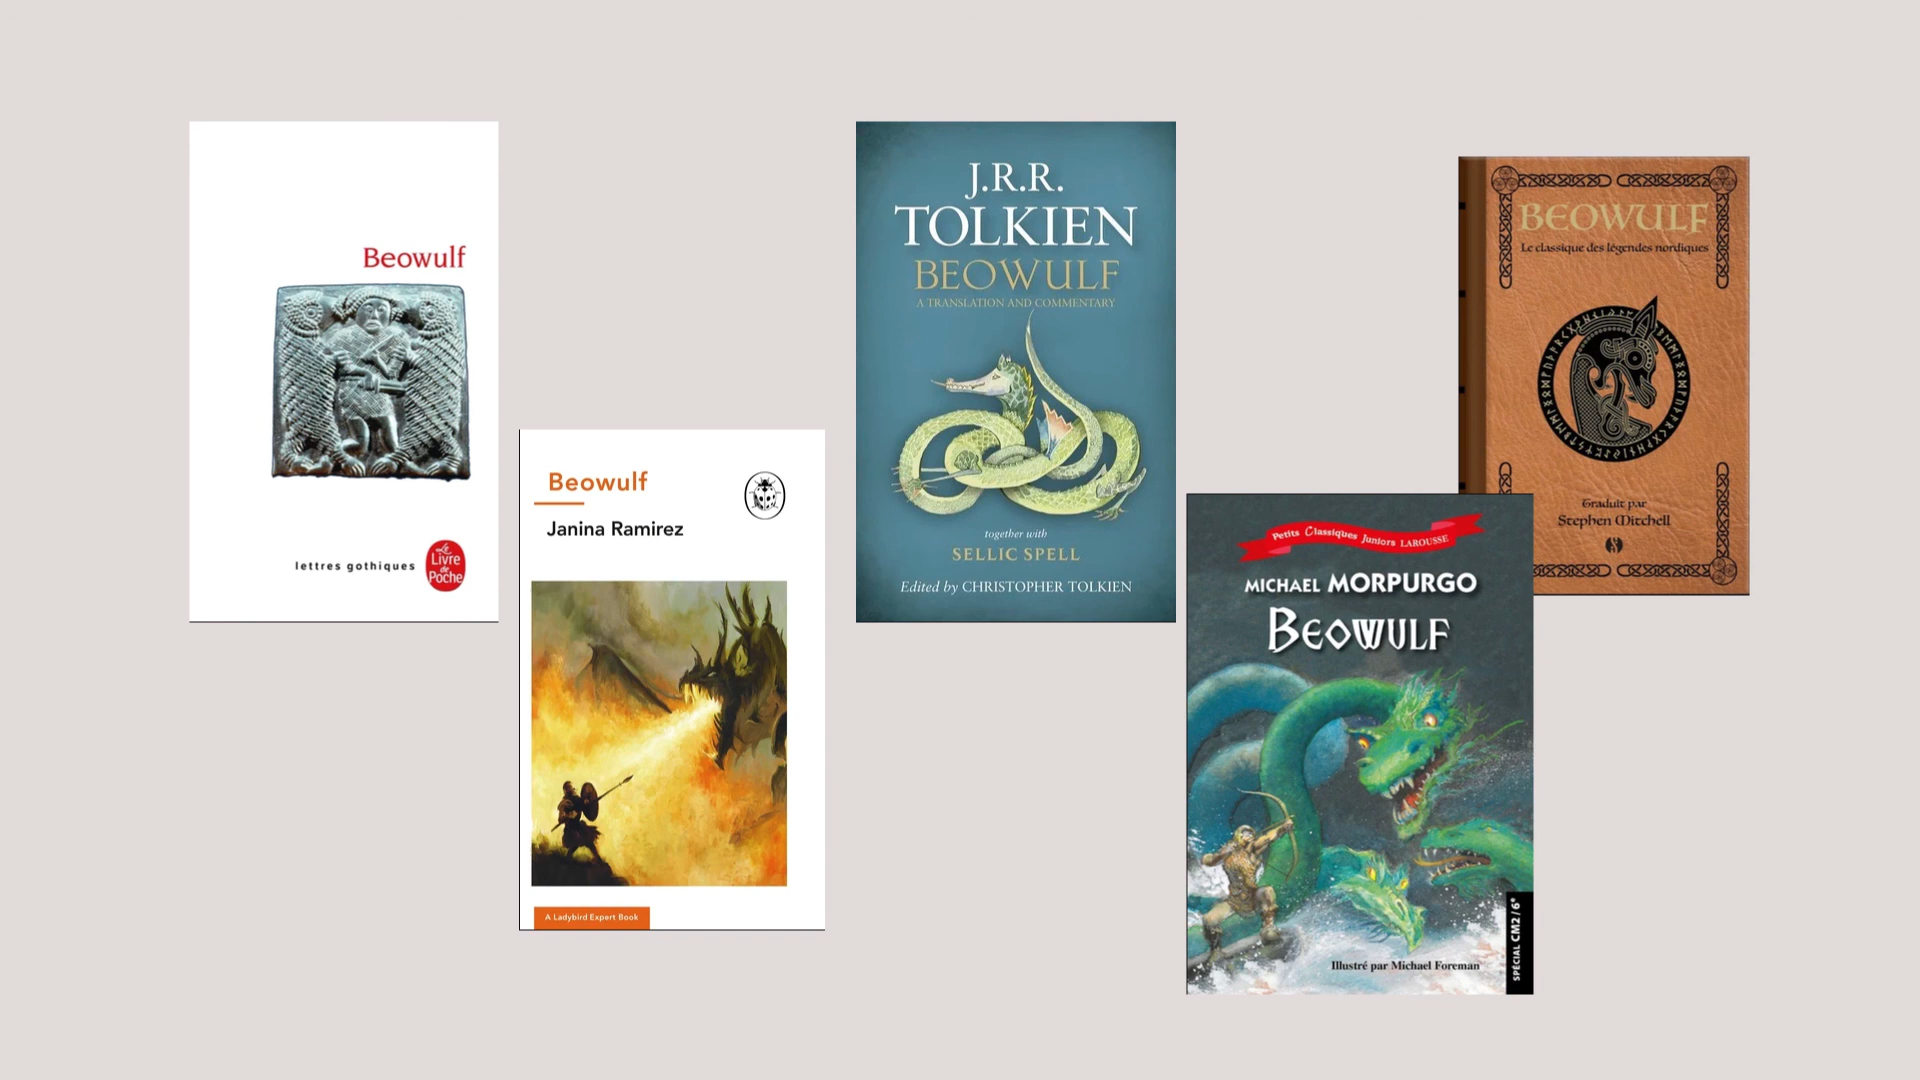 Beowulf
lettres gothiques
Le
Livre
de
Poche
Beowulf
Janina Ramirez
A Ladybird Expert Book
J.R.R.
TOLKIEN
BEOWULF
A TRANSLATION AND COMMENTARY
together with
SELLIC SPELL
Edited by CHRISTOPHER TOLKIEN
Petits Classiques Juniors LAROUSSE
MICHAEL MORPURGO
BEOWULF
Illustré par Michael Foreman
SPÉCIAL CM2/6e
BEOWULF
Le classique des légendes nordiques
Traduit par
Stephen Mitchell